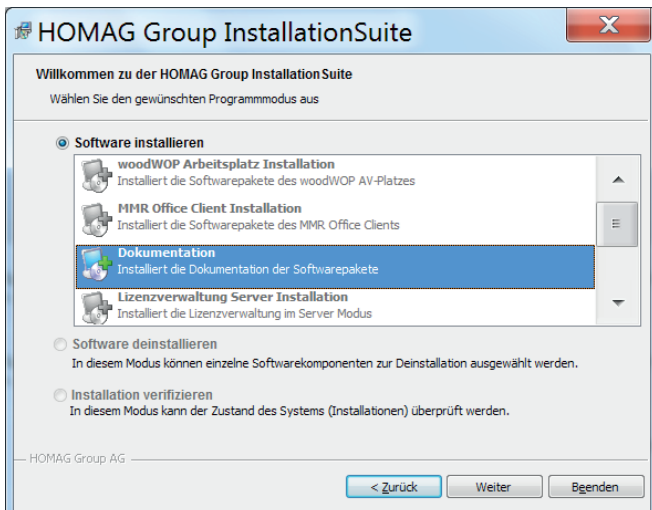 HOMAG Group InstallationSuite
Willkommen zu der HOMAG Group InstallationSuite
Wählen Sie den gewünschten Programmmodus aus
Software installieren
woodWOP Arbeitsplatz Installation
Installiert die Softwarepakete des woodWOP AV-Platzes
MMR Office Client Installation
Installiert die Softwarepakete des MMR Office Clients
Dokumentation
Installiert die Dokumentation der Softwarepakete
Lizenzverwaltung Server Installation
Installiert die Lizenzverwaltung im Server Modus
Software deinstallieren
In diesem Modus können einzelne Softwarekomponenten zur Deinstallation ausgewählt werden.
Installation verifizieren
In diesem Modus kann der Zustand des Systems (Installationen) überprüft werden.
HOMAG Group AG
< Zurück Weiter Beenden